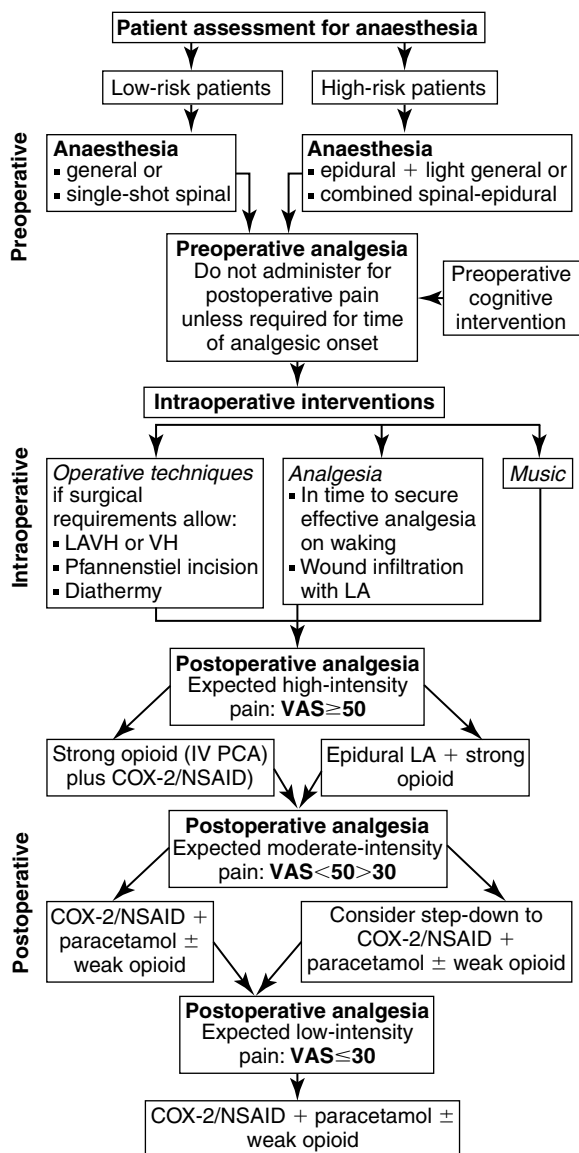 Patient assessment for anaesthesia
Low-risk patients
High-risk patients
Preoperative
Anaesthesia
▪ general or
▪ single-shot spinal
Anaesthesia
▪ epidural + light general or
▪ combined spinal-epidural
Preoperative analgesia
Do not administer for
postoperative pain
unless required for time
of analgesic onset
Preoperative
cognitive
intervention
Intraoperative interventions
Intraoperative
Operative techniques
if surgical
requirements allow:
▪ LAVH or VH
▪ Pfannenstiel incision
▪ Diathermy
Analgesia
▪ In time to secure
effective analgesia
on waking
▪ Wound infiltration
with LA
Music
Postoperative analgesia
Expected high-intensity
pain: VAS≥50
Strong opioid (IV PCA)
plus COX-2/NSAID)
Epidural LA + strong
opioid
Postoperative
Postoperative analgesia
Expected moderate-intensity
pain: VAS<50>30
COX-2/NSAID +
paracetamol ±
weak opioid
Consider step-down to
COX-2/NSAID +
paracetamol ± weak opioid
Postoperative analgesia
Expected low-intensity
pain: VAS≤30
COX-2/NSAID + paracetamol ±
weak opioid